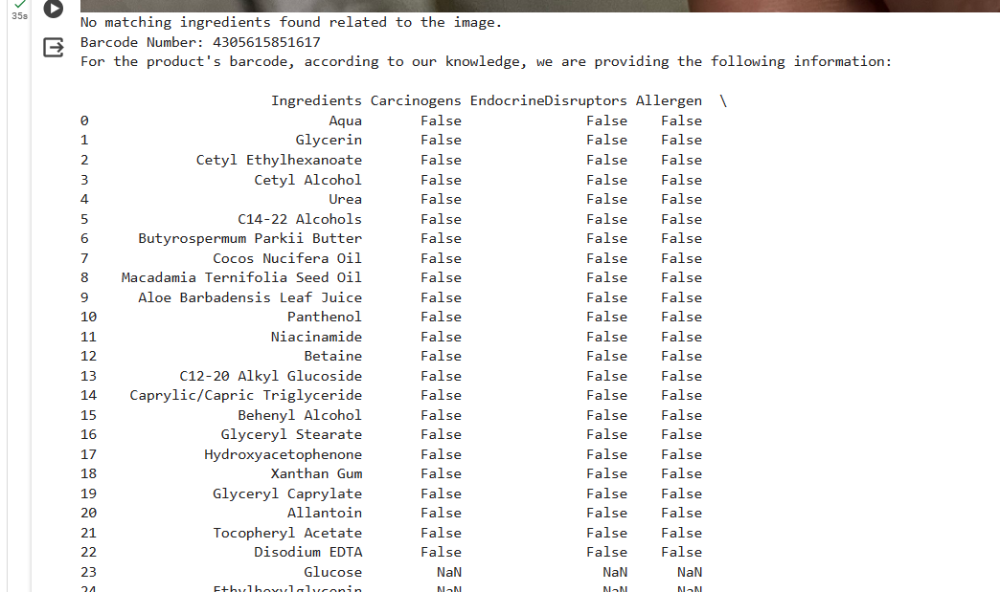 35s
No matching ingredients found related to the image.
Barcode Number: 4305615851617
For the product's barcode, according to our knowledge, we are providing the following information:
Ingredients Carcinogens EndocrineDisruptors Allergen \
0 Aqua False False False
1 Glycerin False False False
2 Cetyl Ethylhexanoate False False False
3 Cetyl Alcohol False False False
4 Urea False False False
5 C14-22 Alcohols False False False
6 Butyrospermum Parkii Butter False False False
7 Cocos Nucifera Oil False False False
8 Macadamia Ternifolia Seed Oil False False False
9 Aloe Barbadensis Leaf Juice False False False
10 Panthenol False False False
11 Niacinamide False False False
12 Betaine False False False
13 C12-20 Alkyl Glucoside False False False
14 Caprylic/Capric Triglyceride False False False
15 Behenyl Alcohol False False False
16 Glyceryl Stearate False False False
17 Hydroxyacetophenone False False False
18 Xanthan Gum False False False
19 Glyceryl Caprylate False False False
20 Allantoin False False False
21 Tocopheryl Acetate False False False
22 Disodium EDTA False False False
23 Glucose NaN NaN NaN
24 Ethylhexylglycerin NaN NaN NaN